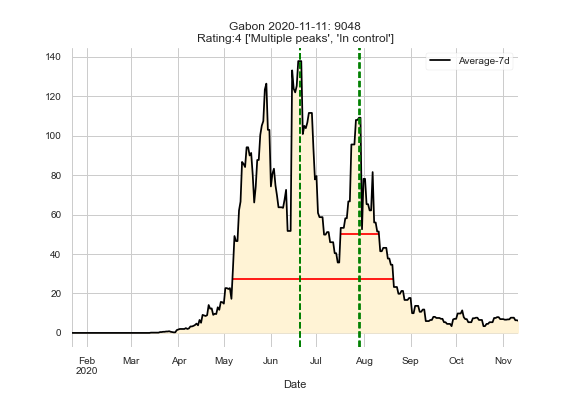 Gabon 2020-11-11: 9048
Rating:4 ['Multiple peaks', 'In control']
Average-7d
140
120
100
80
60
40
20
0
Feb Mar Apr May Jun Jul Aug Sep Oct Nov
2020
Date